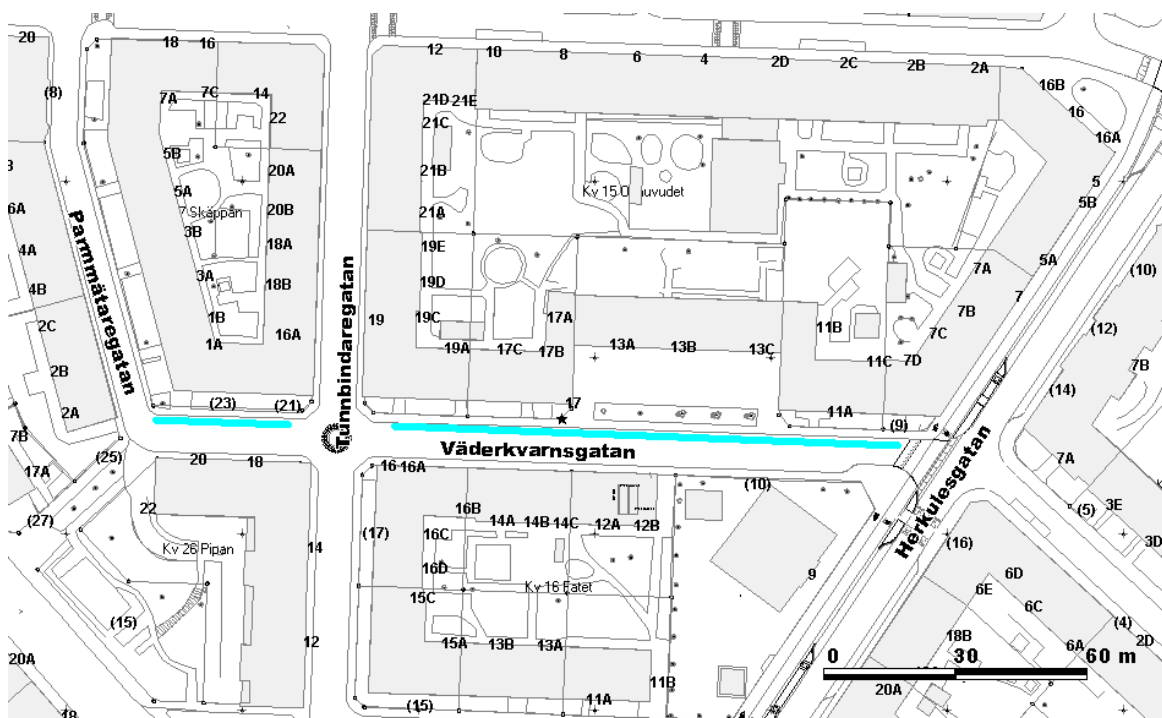 20
18
16
12
10
8
6
4
2D
2C
2B
2A
16B
16
16A
(8)
7A
7C
14
22
21D
21E
21C
5B
20A
21B
5
5B
5A
Kv 15 O
uvudet
7 Skäppan
20B
21A
6A
3B
18A
19E
5A
4A
3A
18B
19D
7A
(10)
7
4B
1B
19
19C
17A
7B
2C
1A
16A
19A
17C
17B
13A
13B
13C
11B
7C
(12)
11C
7D
2B
7B
(14)
2A
(23)
(21)
17
11A
(9)
Parmmätaregatan
Tunnbindaregatan
Väderkvarnsgatan
Herkulesgatan
7B
(25)
20
18
16
16A
17A
(10)
7A
22
16B
3E
(5)
(27)
14A
14B
14C
12A
12B
(17)
16C
3D
(16)
Kv 26 Pipan
14
16D
9
6D
Kv 16 Fatet
6E
15C
6C
(15)
(4)
12
15A
13B
13A
18B
6A
2D
20A
0 30 60 m
11B
20A
11A
(15)
18